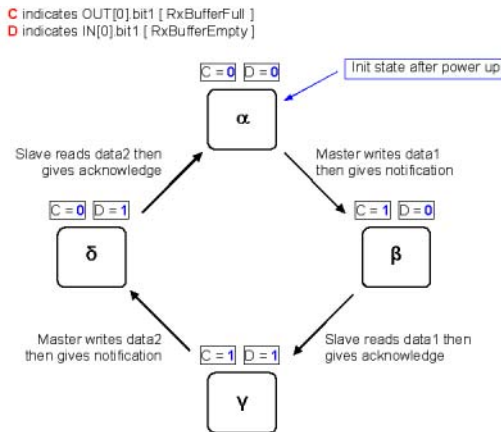 C indicates OUT[0].bit1 [ RxBufferFull ]
D indicates IN[0].bit1 [ RxBufferEmpty ]
C = 0 D = 0
Init state after power up
α
Slave reads data2 then
gives acknowledge
Master writes data1
then gives notification
C = 0 D = 1
C = 1 D = 0
δ
β
Master writes data2
then gives notification
C = 1 D = 1
Slave reads data1 then
gives acknowledge
γ